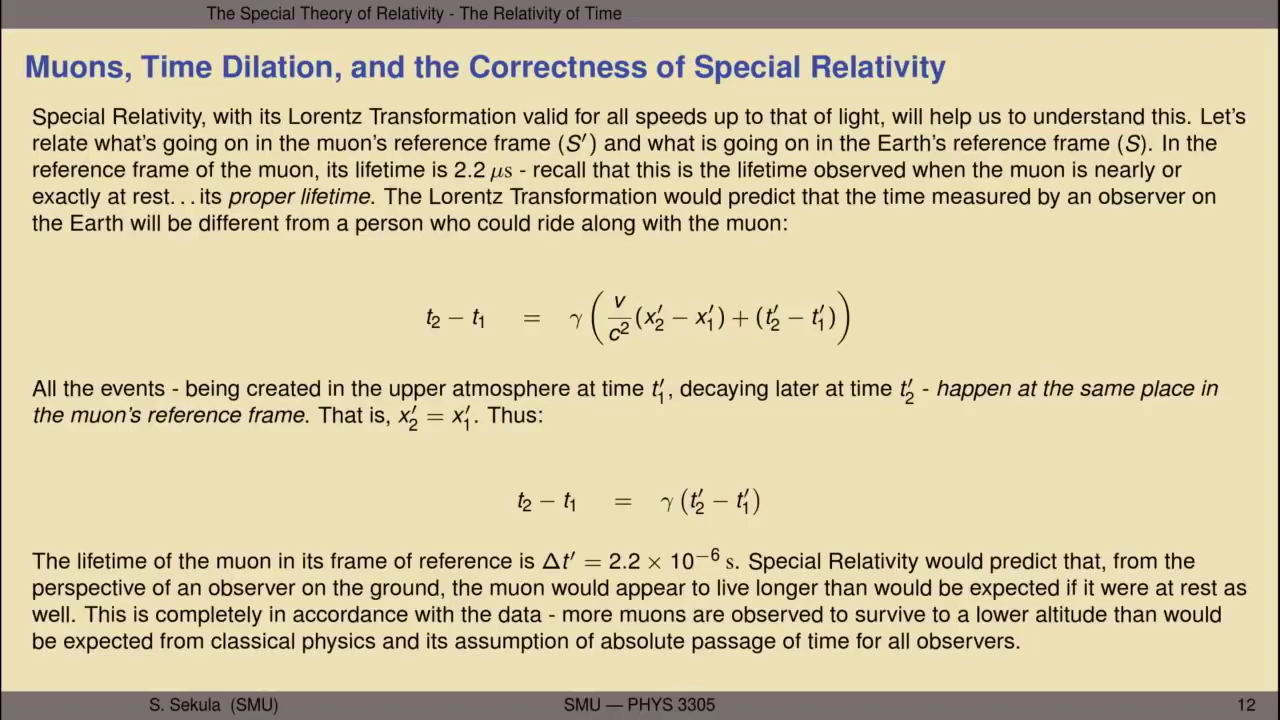 The Special Theory of Relativity - The Relativity of Time
Muons, Time Dilation, and the Correctness of Special Relativity
Special Relativity, with its Lorentz Transformation valid for all speeds up to that of light, will help us to understand this. Let's
relate what's going on in the muon's reference frame (S′) and what is going on in the Earth's reference frame (S). In the
reference frame of the muon, its lifetime is 2.2 μs - recall that this is the lifetime observed when the muon is nearly or
exactly at rest...its proper lifetime. The Lorentz Transformation would predict that the time measured by an observer on
the Earth will be different from a person who could ride along with the muon:
t₂ − t₁ = γ ( v/c² (x′₂ − x′₁) + (t′₂ − t′₁) )
All the events - being created in the upper atmosphere at time t′₁, decaying later at time t′₂ - happen at the same place in
the muon's reference frame. That is, x′₂ = x′₁. Thus:
t₂ − t₁ = γ (t′₂ − t′₁)
The lifetime of the muon in its frame of reference is Δt′ = 2.2 × 10⁻⁶ s. Special Relativity would predict that, from the
perspective of an observer on the ground, the muon would appear to live longer than would be expected if it were at rest as
well. This is completely in accordance with the data - more muons are observed to survive to a lower altitude than would
be expected from classical physics and its assumption of absolute passage of time for all observers.
S. Sekula (SMU) SMU — PHYS 3305 12